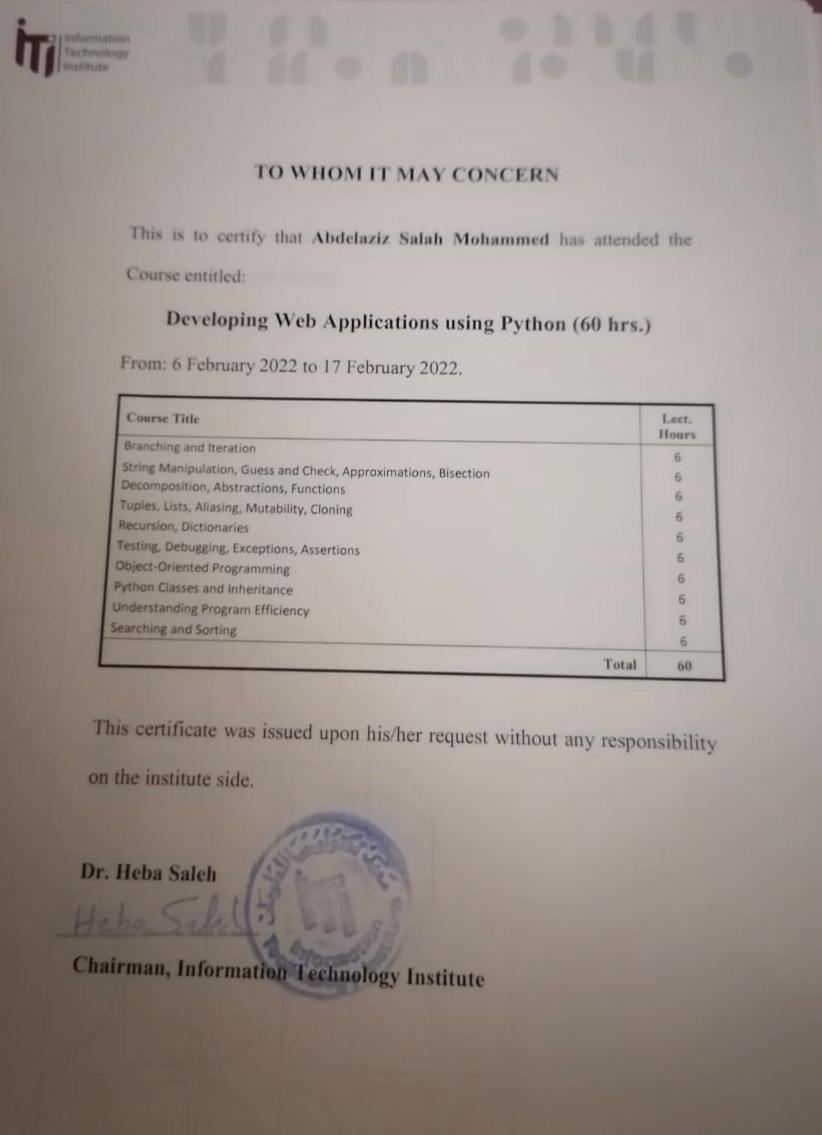 iTi
Information
Technology
Institute
TO WHOM IT MAY CONCERN
This is to certify that Abdelaziz Salah Mohammed has attended the
Course entitled:
Developing Web Applications using Python (60 hrs.)
From: 6 February 2022 to 17 February 2022.
Course Title Lect. Hours
Branching and Iteration 6
String Manipulation, Guess and Check, Approximations, Bisection 6
Decomposition, Abstractions, Functions 6
Tuples, Lists, Aliasing, Mutability, Cloning 6
Recursion, Dictionaries 6
Testing, Debugging, Exceptions, Assertions 6
Object-Oriented Programming 6
Python Classes and Inheritance 6
Understanding Program Efficiency 6
Searching and Sorting 6
Total 60
This certificate was issued upon his/her request without any responsibility
on the institute side.
Dr. Heba Saleh
Heba Saleh
iTi
Information
Chairman, Information Technology Institute